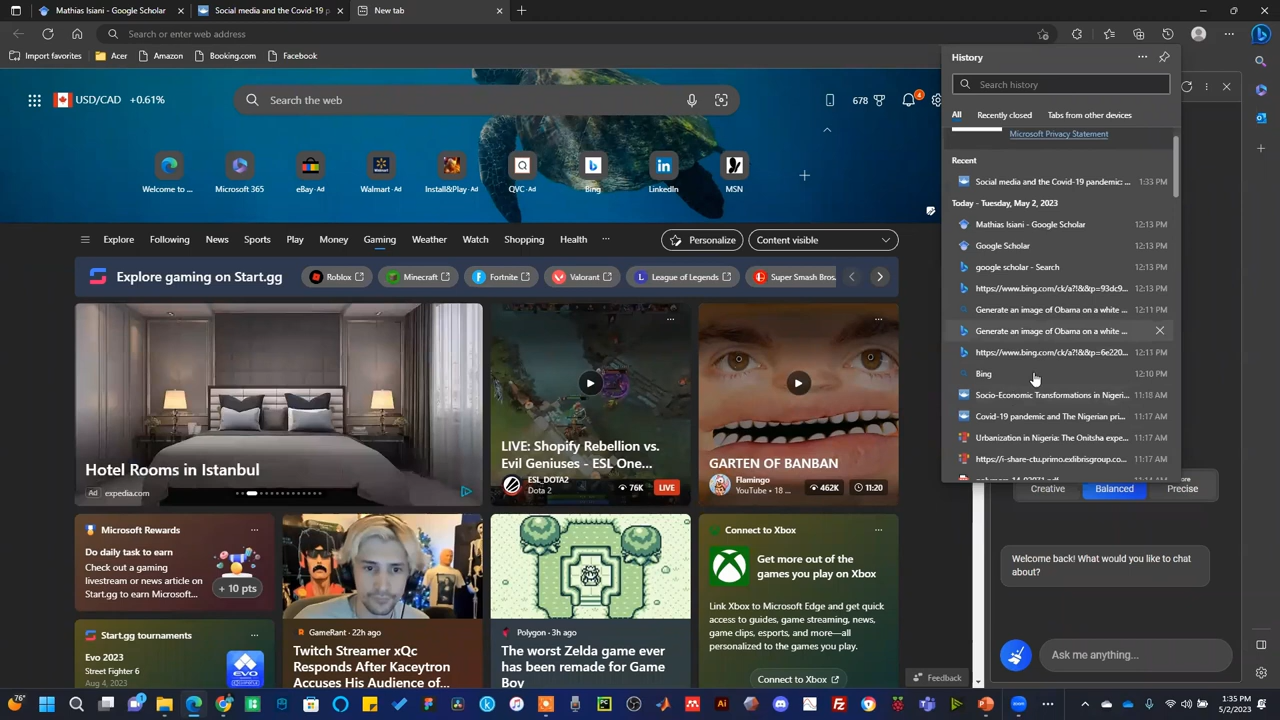 Mathias Isiani - Google Scholar
Social media and the Covid-19 p
New tab
Search or enter web address
Import favorites
Acer
Amazon
Booking.com
Facebook
USD/CAD +0.61%
Search the web
678
4
Welcome to ...
Microsoft 365
eBay · Ad
Walmart · Ad
Install&Play · Ad
QVC · Ad
Bing
LinkedIn
MSN
Explore
Following
News
Sports
Play
Money
Gaming
Weather
Watch
Shopping
Health
...
Personalize
Content visible
Explore gaming on Start.gg
Roblox
Minecraft
Fortnite
Valorant
League of Legends
Super Smash Bros.
Hotel Rooms in Istanbul
Ad expedia.com
LIVE: Shopify Rebellion vs.
Evil Geniuses - ESL One...
ESL_DOTA2
Dota 2
76K
LIVE
GARTEN OF BANBAN
Flamingo
YouTube • 18 ...
462K
11:20
Microsoft Rewards
Do daily task to earn
Check out a gaming
livestream or news article on
Start.gg to earn Microsoft...
+ 10 pts
Start.gg tournaments
Evo 2023
Street Fighter 6
Aug 4, 2023
GameRant · 22h ago
Twitch Streamer xQc
Responds After Kaceytron
Accuses His Audience of...
Polygon · 3h ago
The worst Zelda game ever
has been remade for Game
Boy
Connect to Xbox
Get more out of the
games you play on Xbox
Link Xbox to Microsoft Edge and get quick
access to guides, game streaming, news,
game clips, esports, and more—all
personalized to the games you play.
Connect to Xbox
Feedback
History
Search history
All
Recently closed
Tabs from other devices
Microsoft Privacy Statement
Recent
Social media and the Covid-19 pandemic: ... 1:33 PM
Today - Tuesday, May 2, 2023
Mathias Isiani - Google Scholar 12:13 PM
Google Scholar 12:13 PM
google scholar - Search 12:13 PM
https://www.bing.com/ck/a?!&&p=93dc9... 12:13 PM
Generate an image of Obama on a white ... 12:11 PM
Generate an image of Obama on a white ...
https://www.bing.com/ck/a?!&&p=6e220... 12:11 PM
Bing 12:10 PM
Socio-Economic Transformations in Nigeri... 11:18 AM
Covid-19 pandemic and The Nigerian pri... 11:17 AM
Urbanization in Nigeria: The Onitsha expe... 11:17 AM
https://i-share-ctu.primo.exlibrisgroup.co... 11:17 AM
Creative
Balanced
Precise
Welcome back! What would you like to chat
about?
Ask me anything...
76°
1:35 PM
5/2/2023